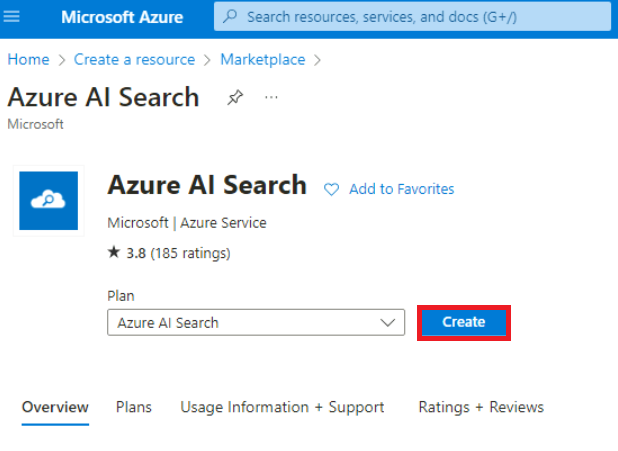 Microsoft Azure
Search resources, services, and docs (G+/)
Home > Create a resource > Marketplace >
Azure AI Search
Microsoft
Azure AI Search
Add to Favorites
Microsoft | Azure Service
★ 3.8 (185 ratings)
Plan
Azure AI Search
Create
Overview Plans Usage Information + Support Ratings + Reviews